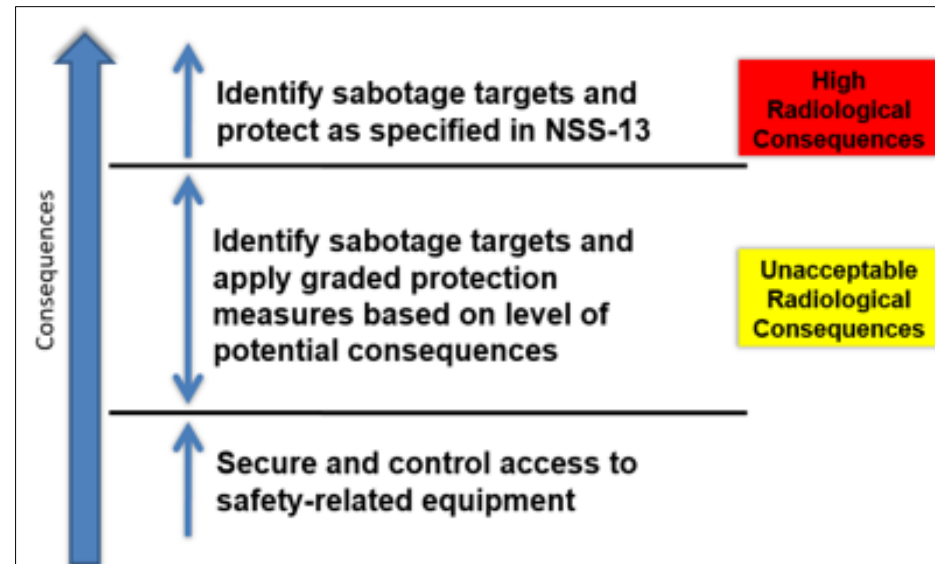 Identify sabotage targets and
protect as specified in NSS-13
High
Radiological
Consequences
Consequences
Identify sabotage targets and
apply graded protection
measures based on level of
potential consequences
Unacceptable
Radiological
Consequences
Secure and control access to
safety-related equipment